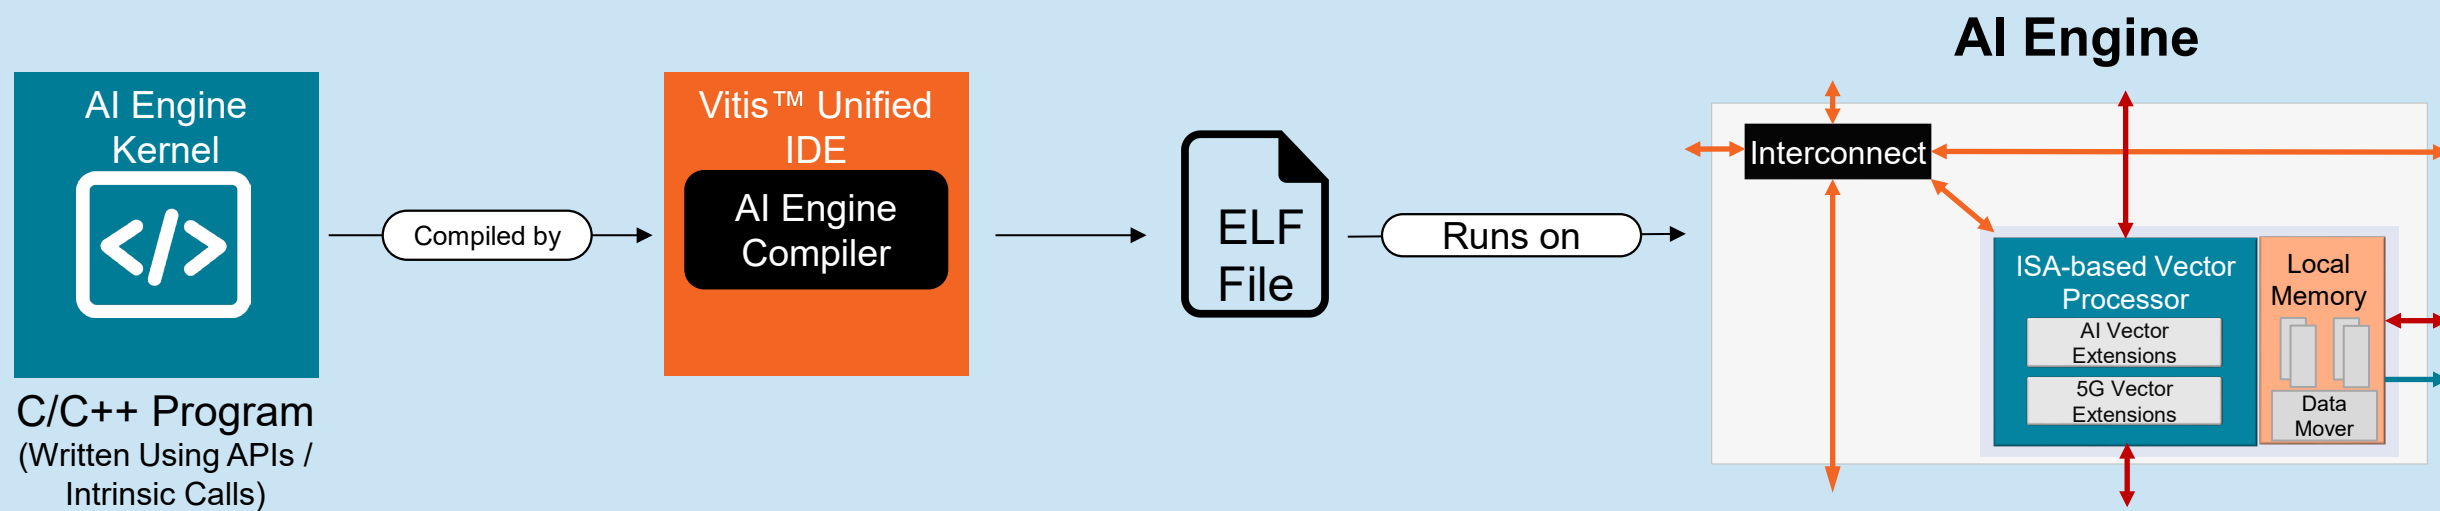 AI Engine
Kernel
</>
C/C++ Program
(Written Using APIs /
Intrinsic Calls)
Compiled by
Vitis™ Unified
IDE
AI Engine
Compiler
ELF
File
Runs on
AI Engine
Interconnect
ISA-based Vector
Processor
AI Vector
Extensions
5G Vector
Extensions
Local
Memory
Data
Mover